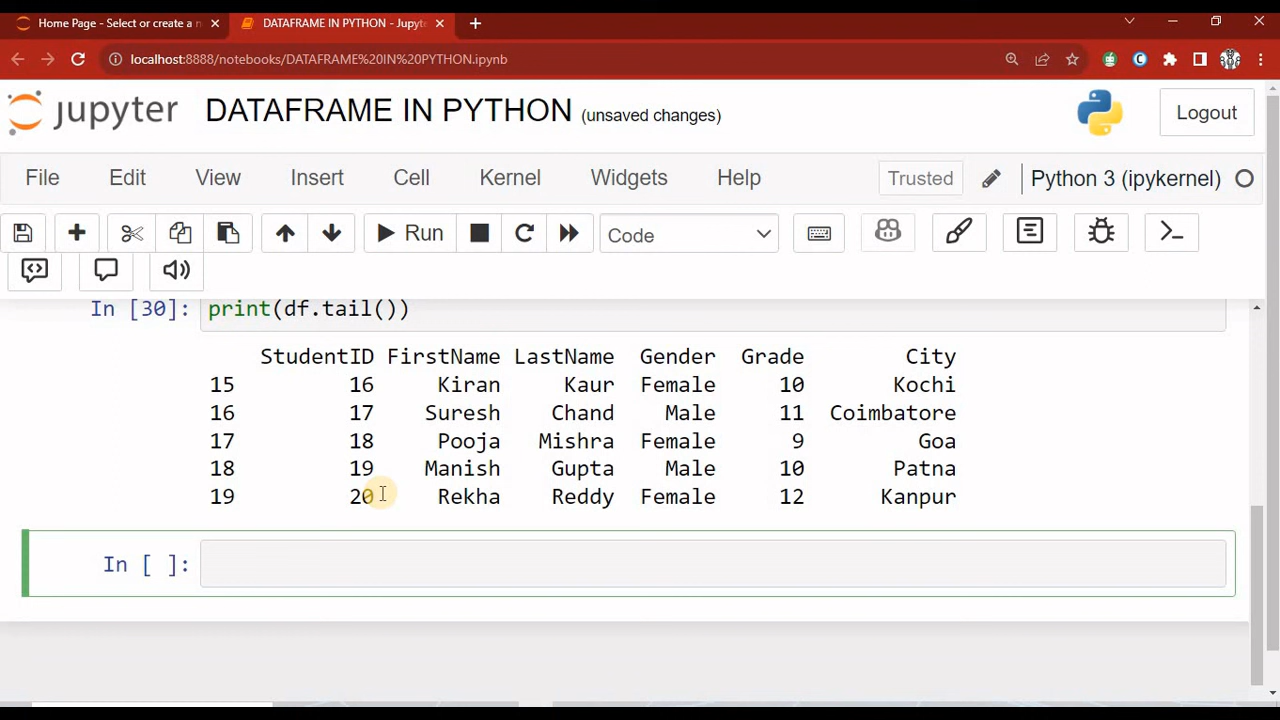 Home Page - Select or create a n
DATAFRAME IN PYTHON - Jupyt
localhost:8888/notebooks/DATAFRAME%20IN%20PYTHON.ipynb
jupyter DATAFRAME IN PYTHON (unsaved changes) Logout
File Edit View Insert Cell Kernel Widgets Help Trusted Python 3 (ipykernel)
Run Code
In [30]: print(df.tail())
StudentID FirstName LastName Gender Grade City
15 16 Kiran Kaur Female 10 Kochi
16 17 Suresh Chand Male 11 Coimbatore
17 18 Pooja Mishra Female 9 Goa
18 19 Manish Gupta Male 10 Patna
19 20 Rekha Reddy Female 12 Kanpur
In [ ]: